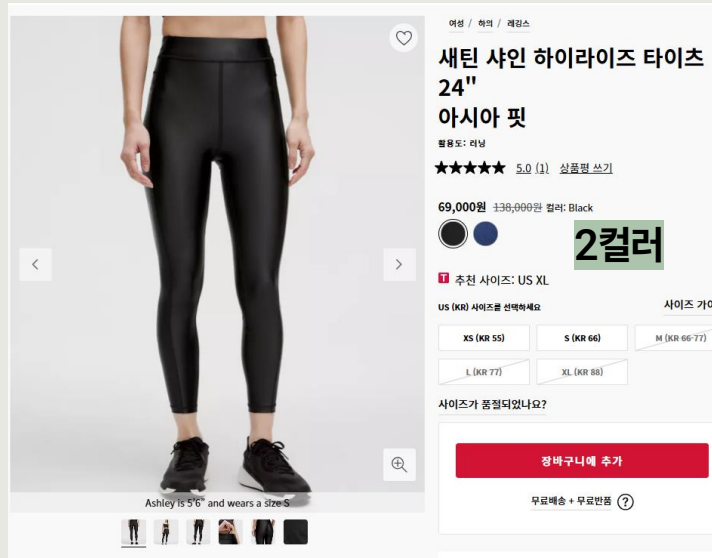 여성 / 하의 / 레깅스
새틴 샤인 하이라이즈 타이츠
24"
아시아 핏
활용도: 러닝
★★★★★ 5.0 (1) 상품평 쓰기
69,000원 138,000원 컬러: Black
2컬러
T 추천 사이즈: US XL
US (KR) 사이즈를 선택하세요 사이즈 가이
XS (KR 55) S (KR 66) M (KR 66-77)
L (KR 77) XL (KR 88)
사이즈가 품절되었나요?
장바구니에 추가
무료배송 + 무료반품 ?
Ashley is 5'6" and wears a size S